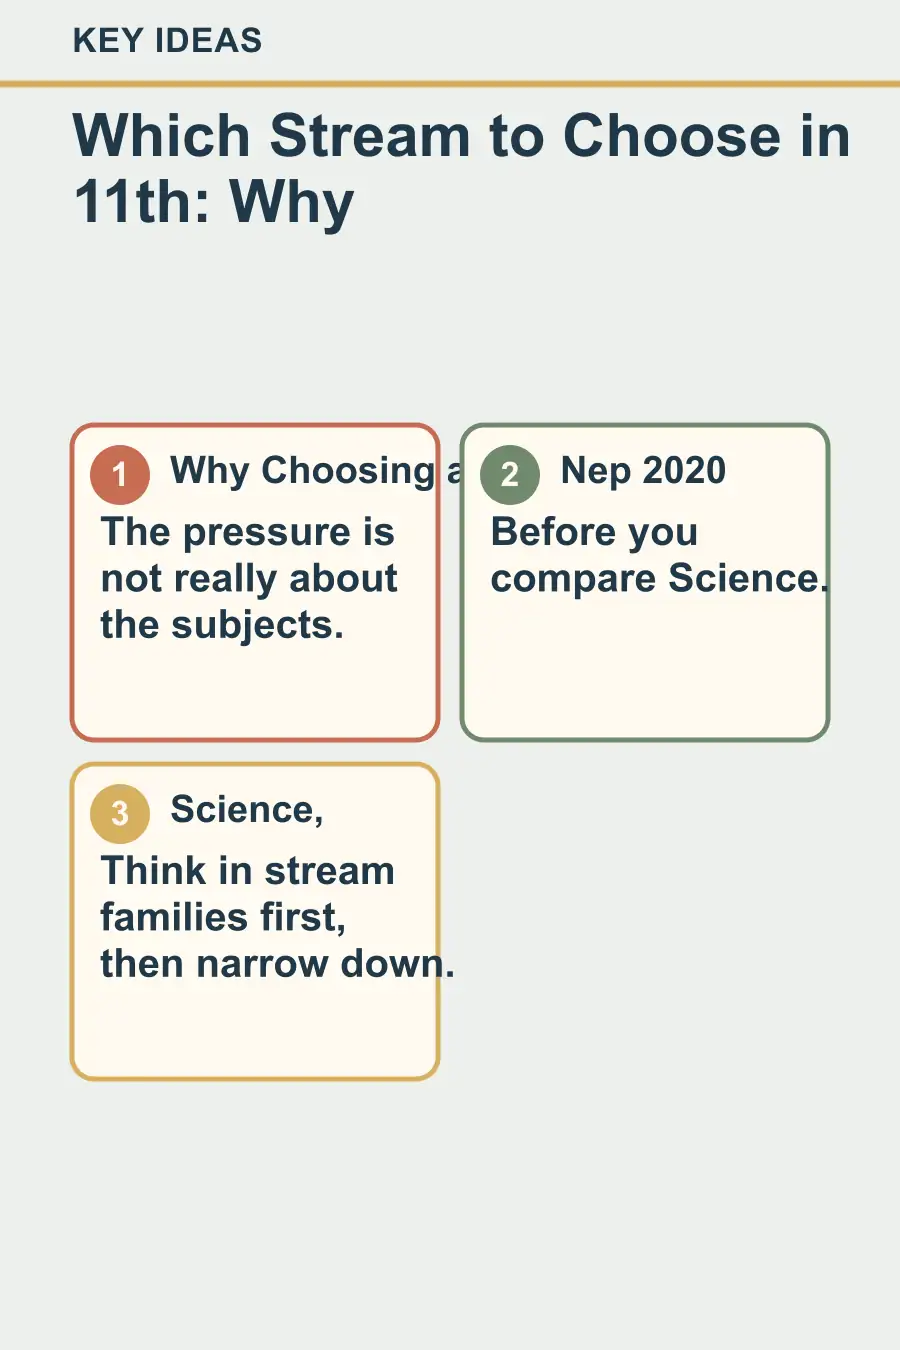 KEY IDEAS
Which Stream to Choose in
11th: Why
1
Why Choosing a
The pressure is
not really about
the subjects.
2
Nep 2020
Before you
compare Science.
3
Science,
Think in stream
families first,
then narrow down.